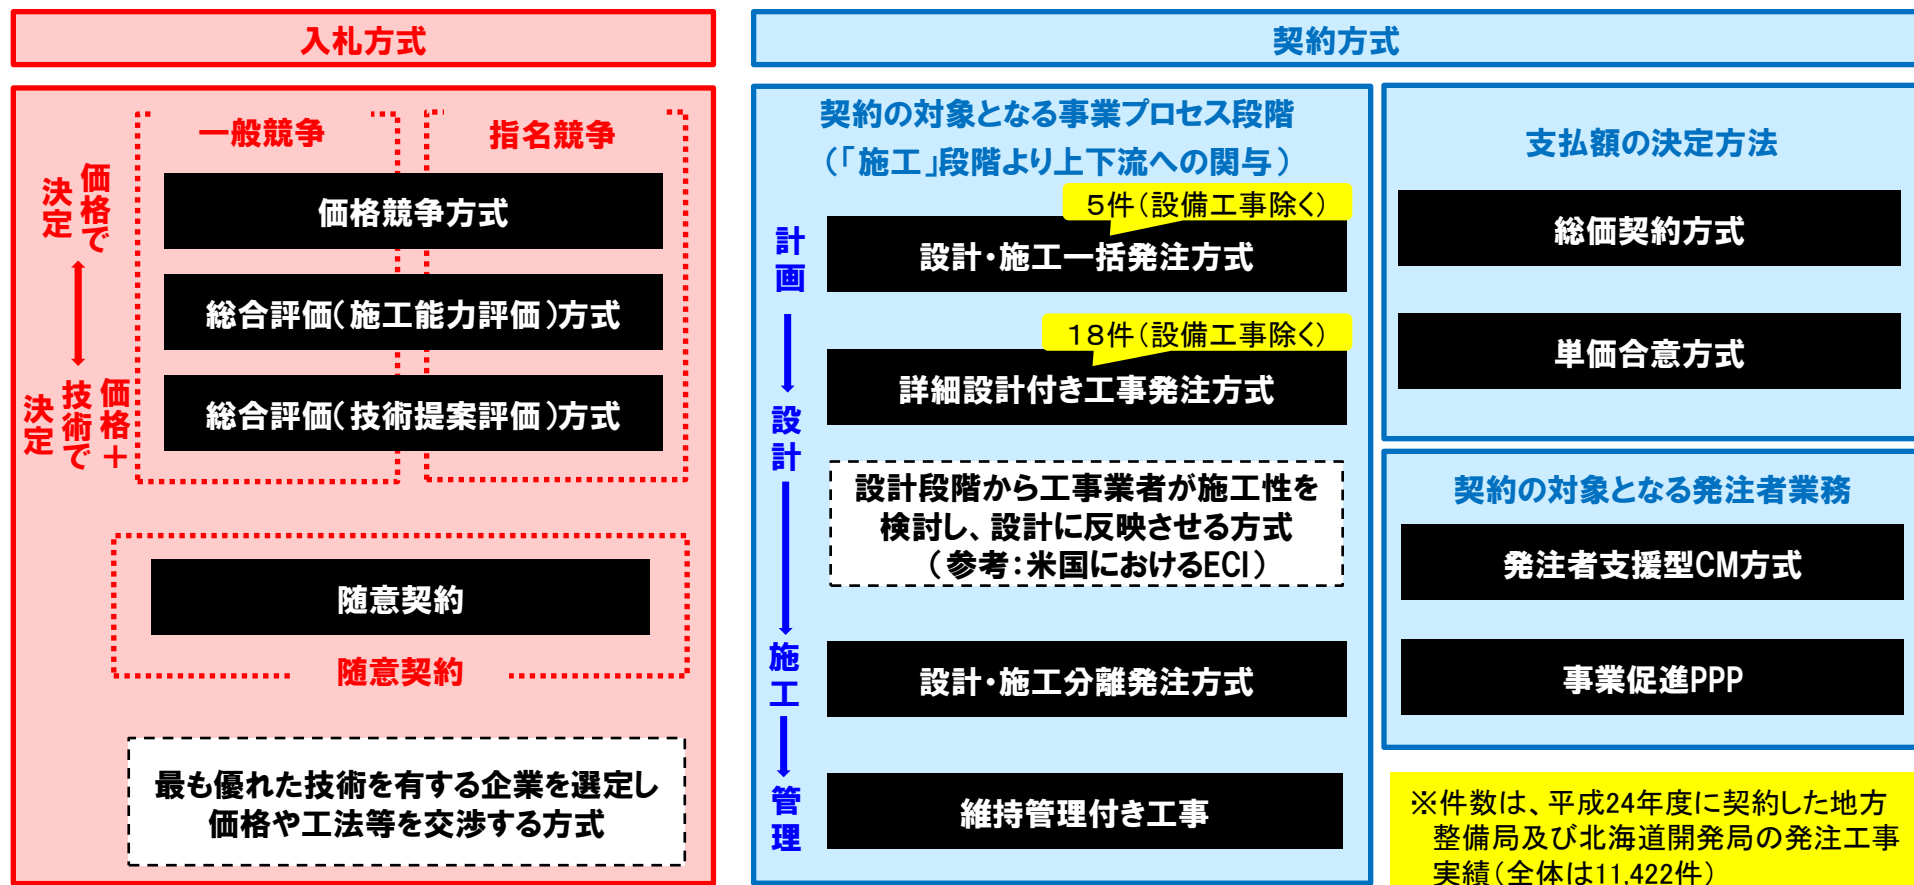 入札方式
一般競争
指名競争
価格で
決定
価格+
技術で
決定
価格競争方式
総合評価(施工能力評価)方式
総合評価(技術提案評価)方式
随意契約
随意契約
最も優れた技術を有する企業を選定し
価格や工法等を交渉する方式
契約方式
契約の対象となる事業プロセス段階
(「施工」段階より上下流への関与)
計画
設計
施工
管理
5件(設備工事除く)
設計・施工一括発注方式
18件(設備工事除く)
詳細設計付き工事発注方式
設計段階から工事業者が施工性を
検討し、設計に反映させる方式
(参考:米国におけるECI)
設計・施工分離発注方式
維持管理付き工事
支払額の決定方法
総価契約方式
単価合意方式
契約の対象となる発注者業務
発注者支援型CM方式
事業促進PPP
※件数は、平成24年度に契約した地方
整備局及び北海道開発局の発注工事
実績(全体は11,422件)